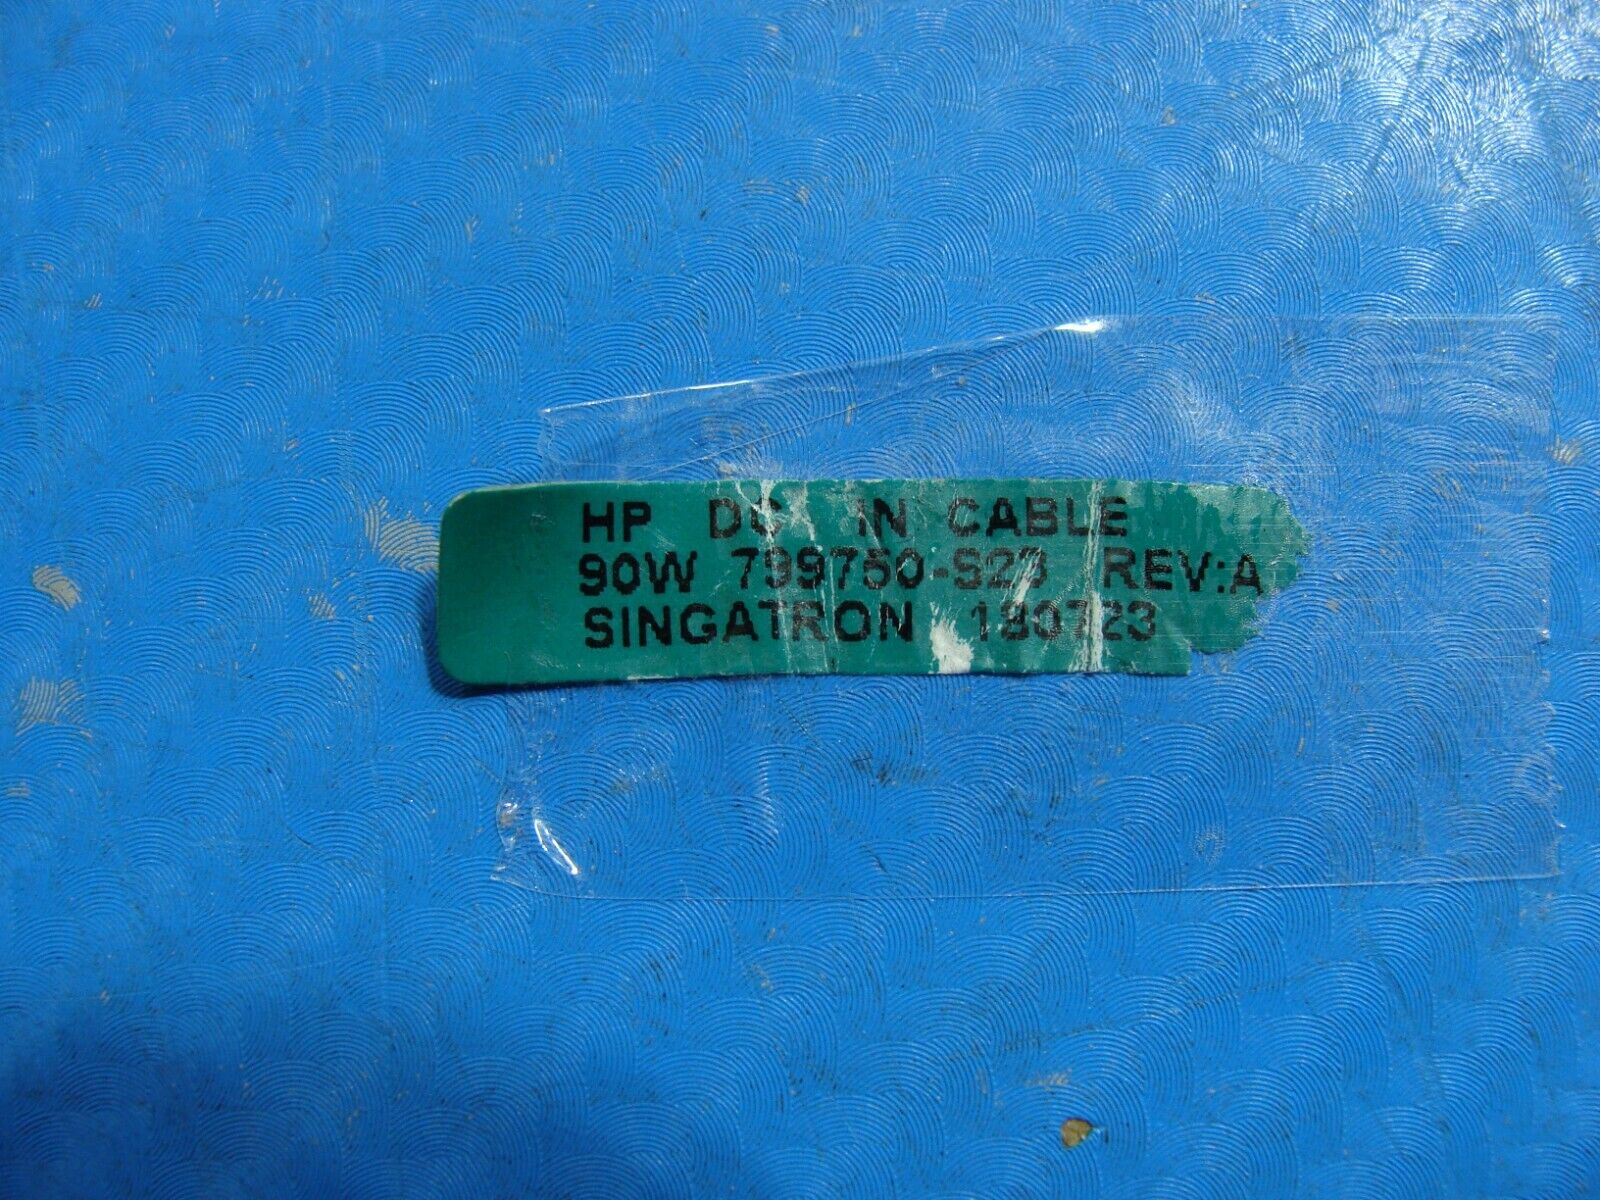 HP DC IN CABLE
90W 799750-S23 REV:A
SINGATRON 180723